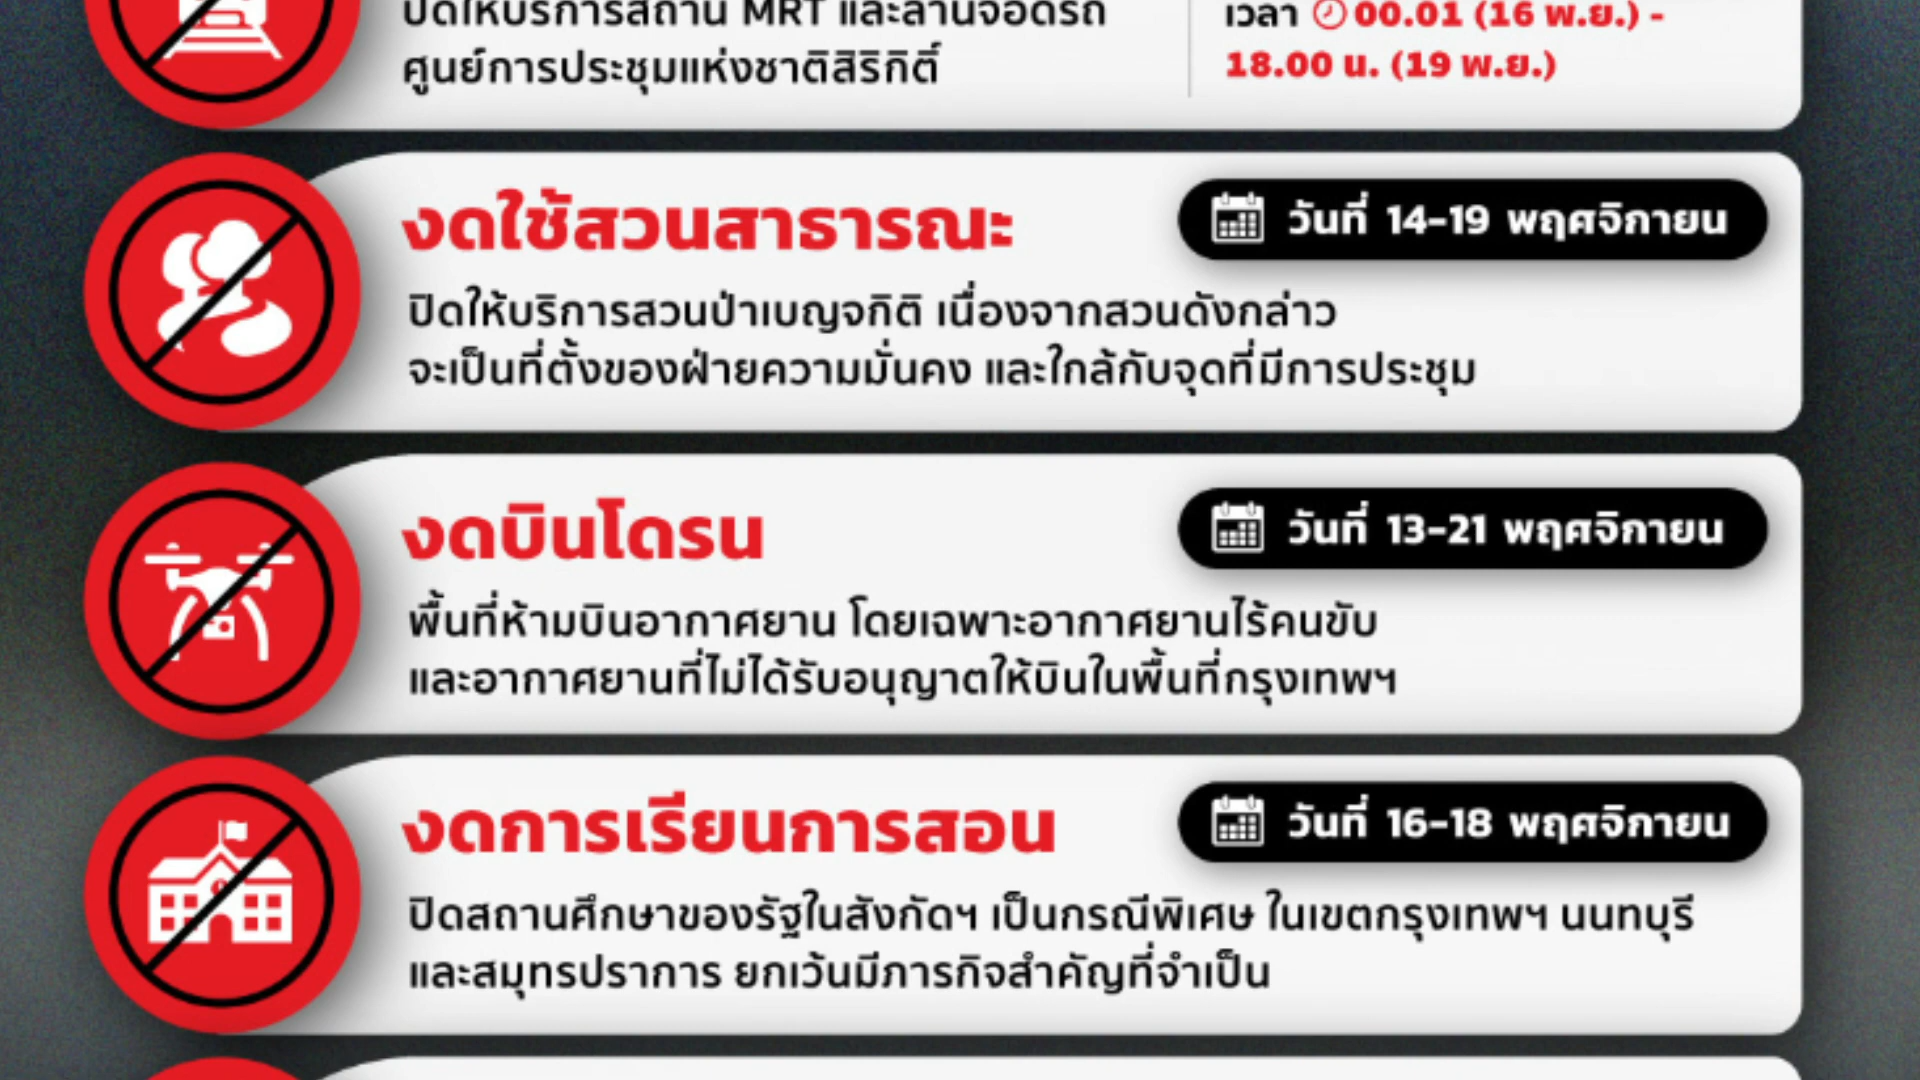 ปิดให้บริการสถานี MRT และลานจอดรถ
ศูนย์การประชุมแห่งชาติสิริกิติ์
เวลา 00.01 (16 พ.ย.) -
18.00 น. (19 พ.ย.)
งดใช้สวนสาธารณะ
วันที่ 14-19 พฤศจิกายน
ปิดให้บริการสวนป่าเบญจกิติ เนื่องจากสวนดังกล่าว
จะเป็นที่ตั้งของฝ่ายความมั่นคง และใกล้กับจุดที่มีการประชุม
งดบินโดรน
วันที่ 13-21 พฤศจิกายน
พื้นที่ห้ามบินอากาศยาน โดยเฉพาะอากาศยานไร้คนขับ
และอากาศยานที่ไม่ได้รับอนุญาตให้บินในพื้นที่กรุงเทพฯ
งดการเรียนการสอน
วันที่ 16-18 พฤศจิกายน
ปิดสถานศึกษาของรัฐในสังกัดฯ เป็นกรณีพิเศษ ในเขตกรุงเทพฯ นนทบุรี
และสมุทรปราการ ยกเว้นมีภารกิจสำคัญที่จำเป็น